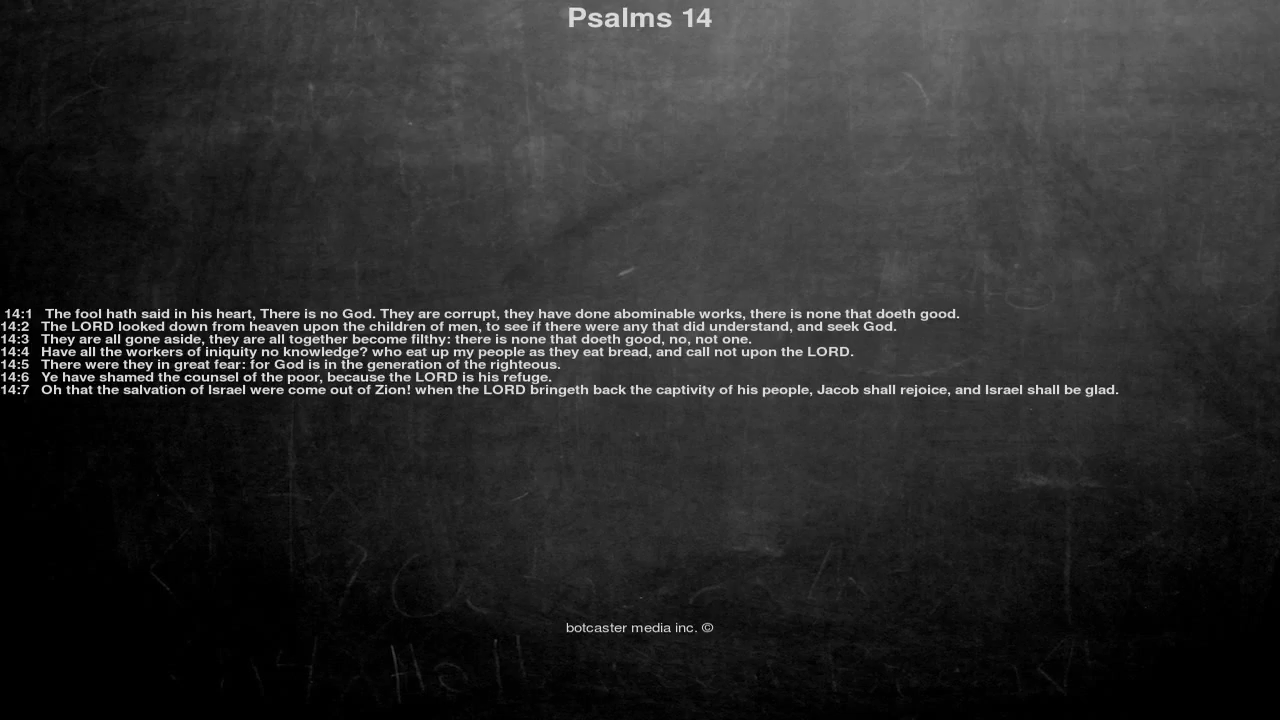 Psalms 14
14:1 The fool hath said in his heart, There is no God. They are corrupt, they have done abominable works, there is none that doeth good.
14:2 The LORD looked down from heaven upon the children of men, to see if there were any that did understand, and seek God.
14:3 They are all gone aside, they are all together become filthy: there is none that doeth good, no, not one.
14:4 Have all the workers of iniquity no knowledge? who eat up my people as they eat bread, and call not upon the LORD.
14:5 There were they in great fear: for God is in the generation of the righteous.
14:6 Ye have shamed the counsel of the poor, because the LORD is his refuge.
14:7 Oh that the salvation of Israel were come out of Zion! when the LORD bringeth back the captivity of his people, Jacob shall rejoice, and Israel shall be glad.
botcaster media inc. ©